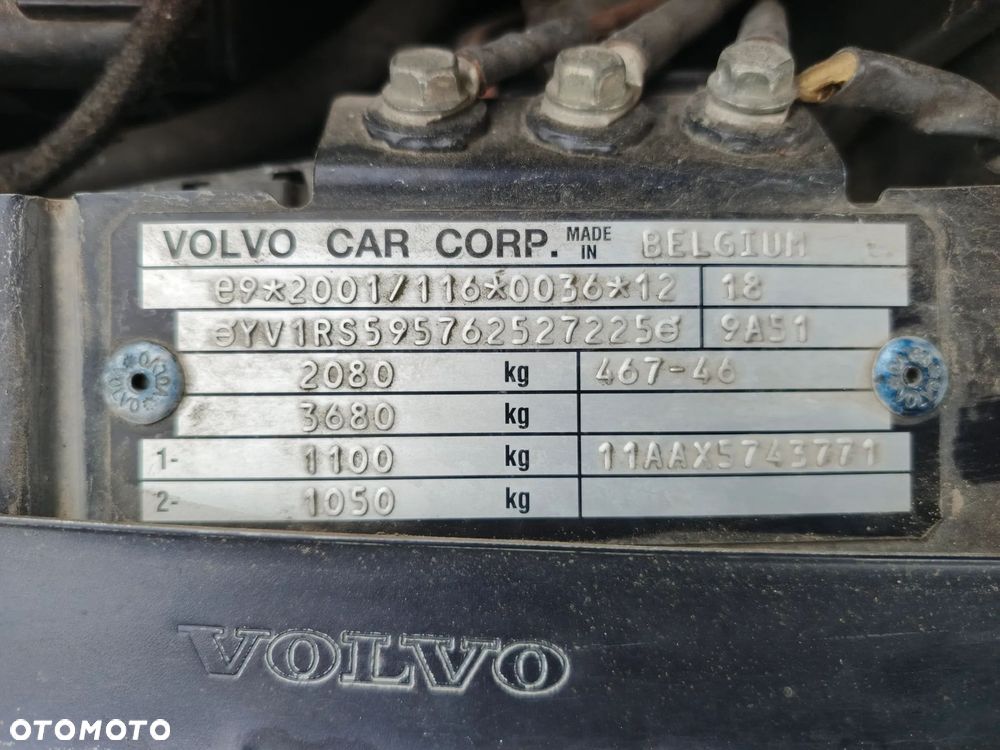 VOLVO CAR CORP. MADE IN BELGIUM
e9*2001/116*0036*12 18
YV1RS595762527225 9A51
2080 kg 467-46
3680 kg
1- 1100 kg 11AAX5743771
2- 1050 kg
VOLVO
OTOMOTO